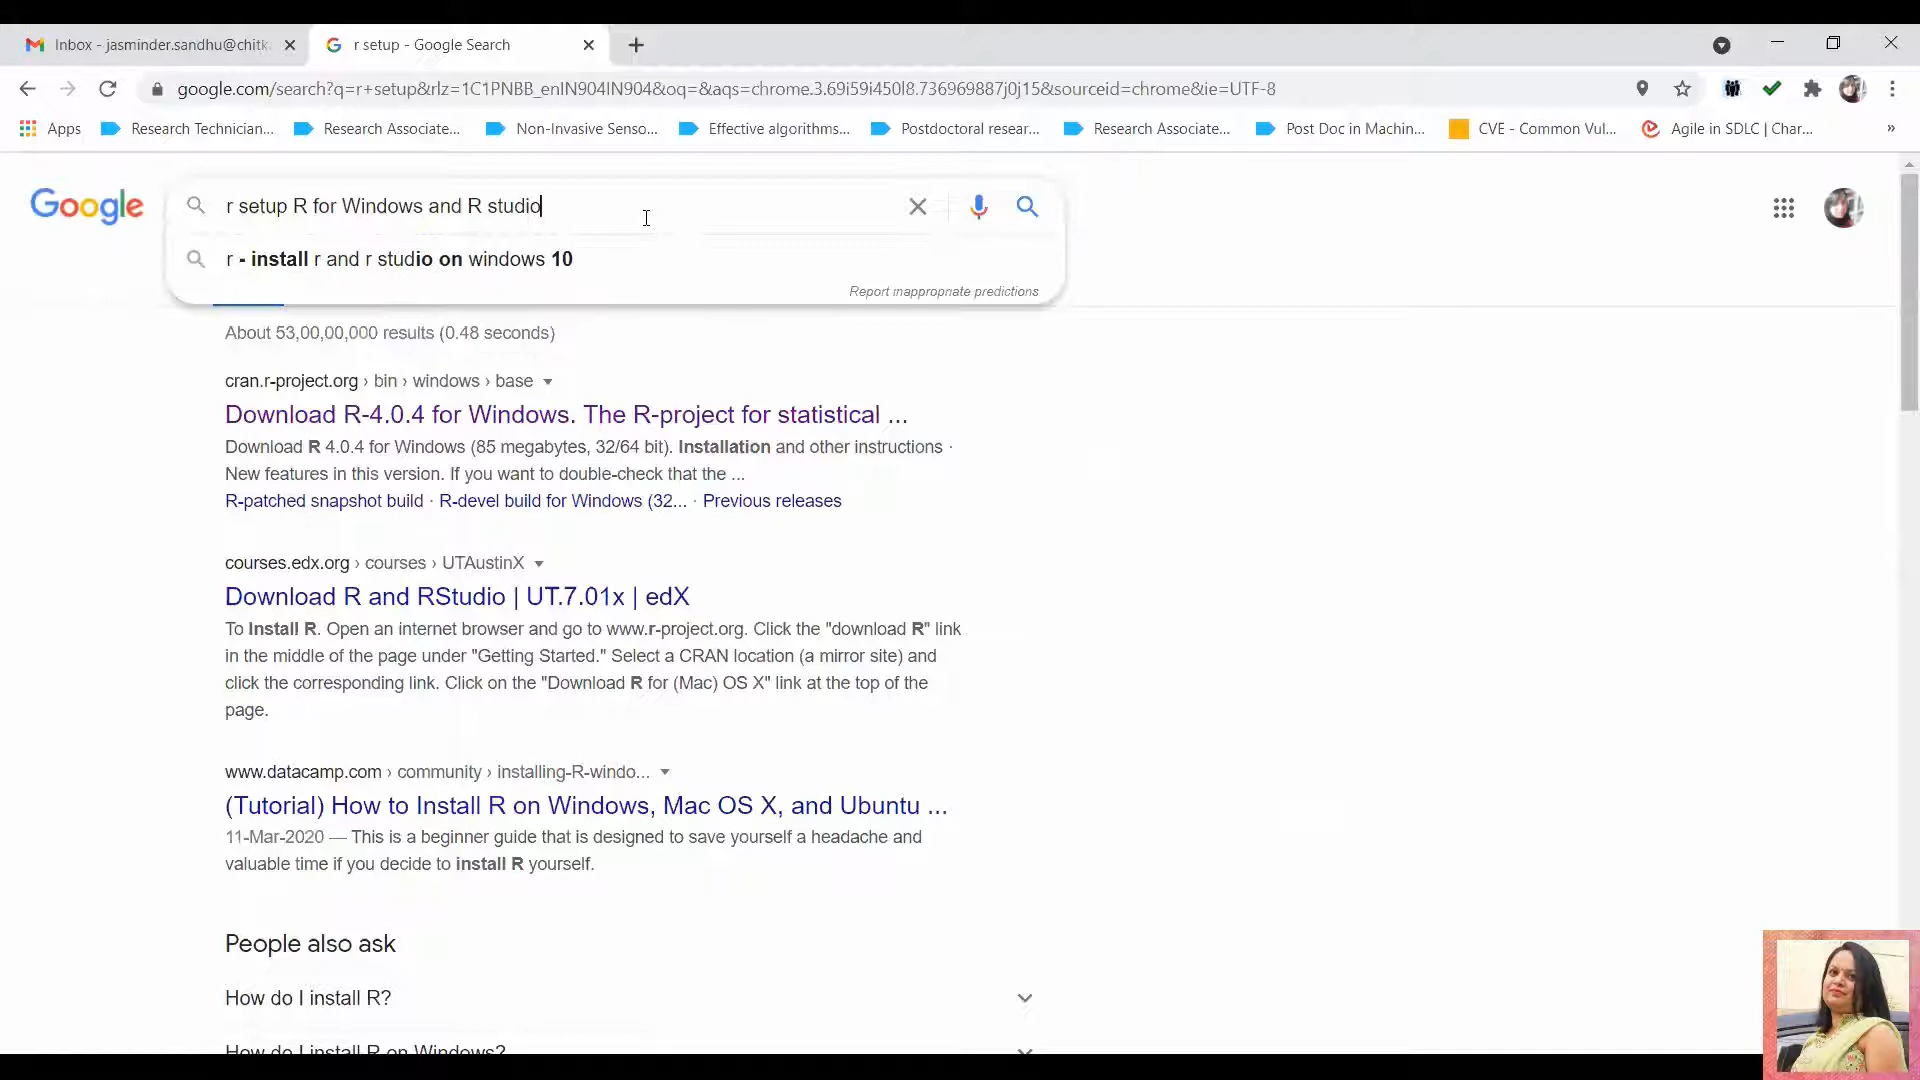 Inbox - jasminder.sandhu@chitk
r setup - Google Search
google.com/search?q=r+setup&rlz=1C1PNBB_enIN904IN904&oq=&aqs=chrome.3.69i59i450l8.736969887j0j15&sourceid=chrome&ie=UTF-8
Apps
Research Technician...
Research Associate...
Non-Invasive Senso...
Effective algorithms...
Postdoctoral resear...
Research Associate...
Post Doc in Machin...
CVE - Common Vul...
Agile in SDLC | Char...
»
Google
r setup R for Windows and R studio
r - install r and r studio on windows 10
Report inappropriate predictions
About 53,00,00,000 results (0.48 seconds)
cran.r-project.org › bin › windows › base
Download R-4.0.4 for Windows. The R-project for statistical ...
Download R 4.0.4 for Windows (85 megabytes, 32/64 bit). Installation and other instructions ·
New features in this version. If you want to double-check that the ...
R-patched snapshot build · R-devel build for Windows (32... · Previous releases
courses.edx.org › courses › UTAustinX
Download R and RStudio | UT.7.01x | edX
To Install R. Open an internet browser and go to www.r-project.org. Click the "download R" link
in the middle of the page under "Getting Started." Select a CRAN location (a mirror site) and
click the corresponding link. Click on the "Download R for (Mac) OS X" link at the top of the
page.
www.datacamp.com › community › installing-R-windo...
(Tutorial) How to Install R on Windows, Mac OS X, and Ubuntu ...
11-Mar-2020 — This is a beginner guide that is designed to save yourself a headache and
valuable time if you decide to install R yourself.
People also ask
How do I install R?
How do I install R on Windows?